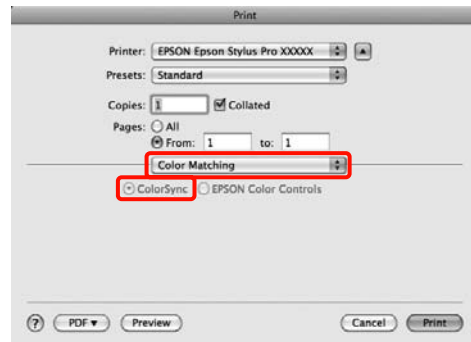 Print
Printer: EPSON Epson Stylus Pro XXXXX
Presets: Standard
Copies: 1 Collated
Pages: All
From: 1 to: 1
Color Matching
ColorSync EPSON Color Controls
? PDF Preview Cancel Print